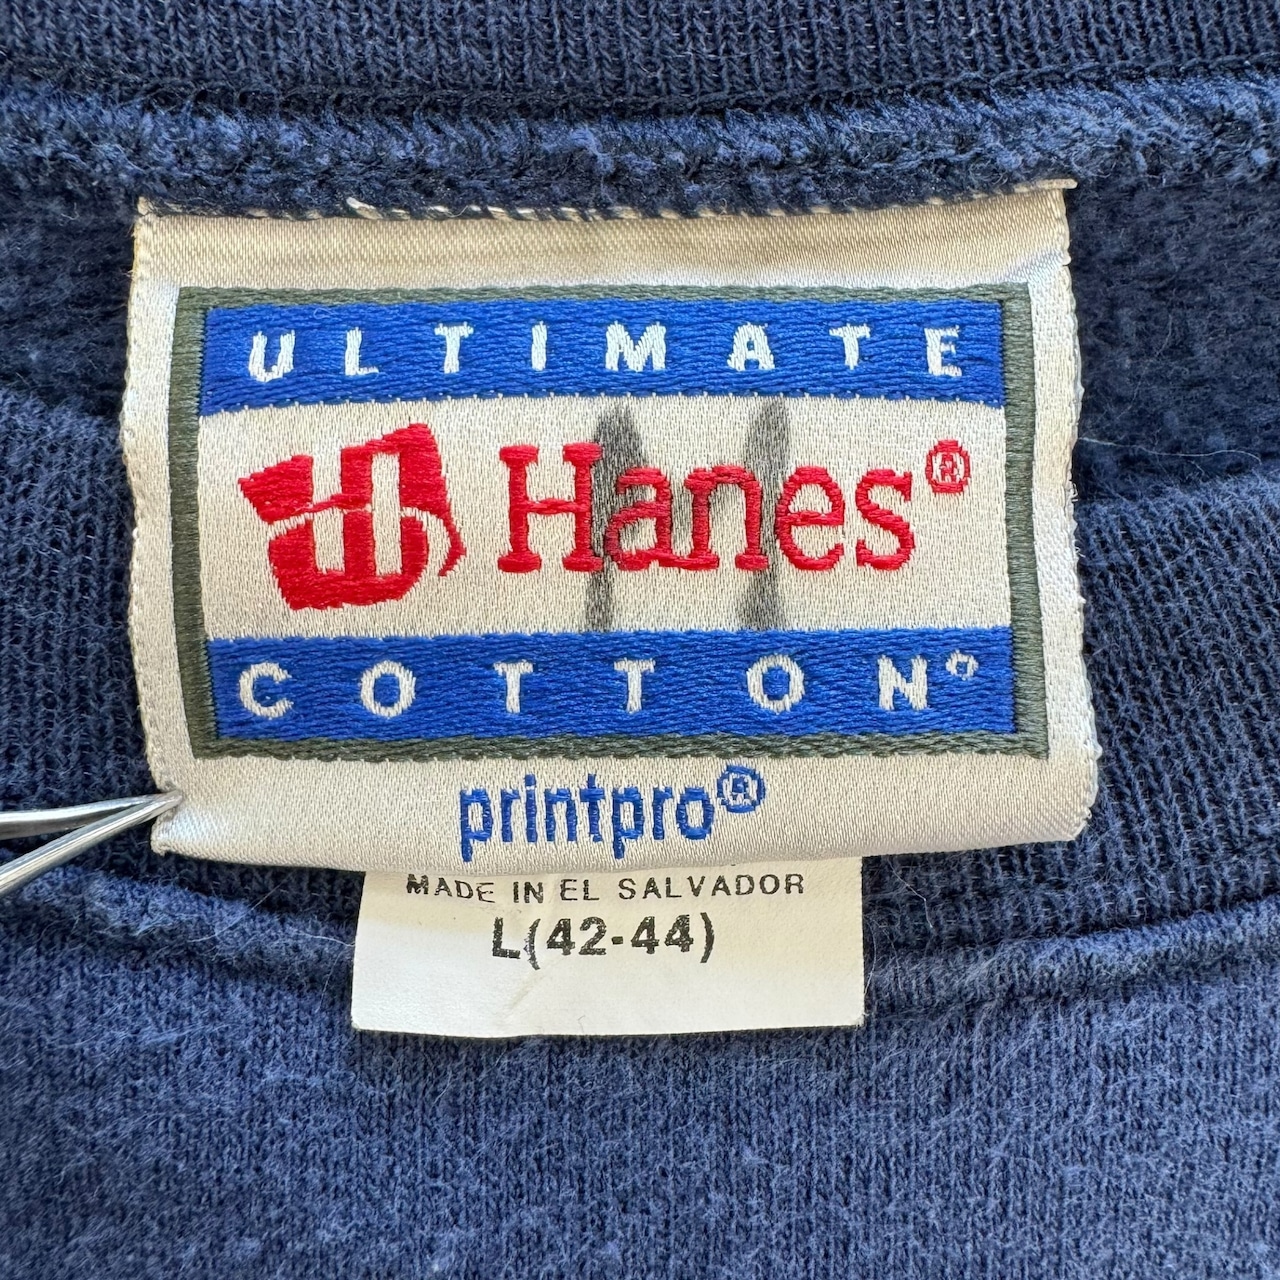 ULTIMATE
Hanes®
COTTON®
printpro®
MADE IN EL SALVADOR
L(42-44)